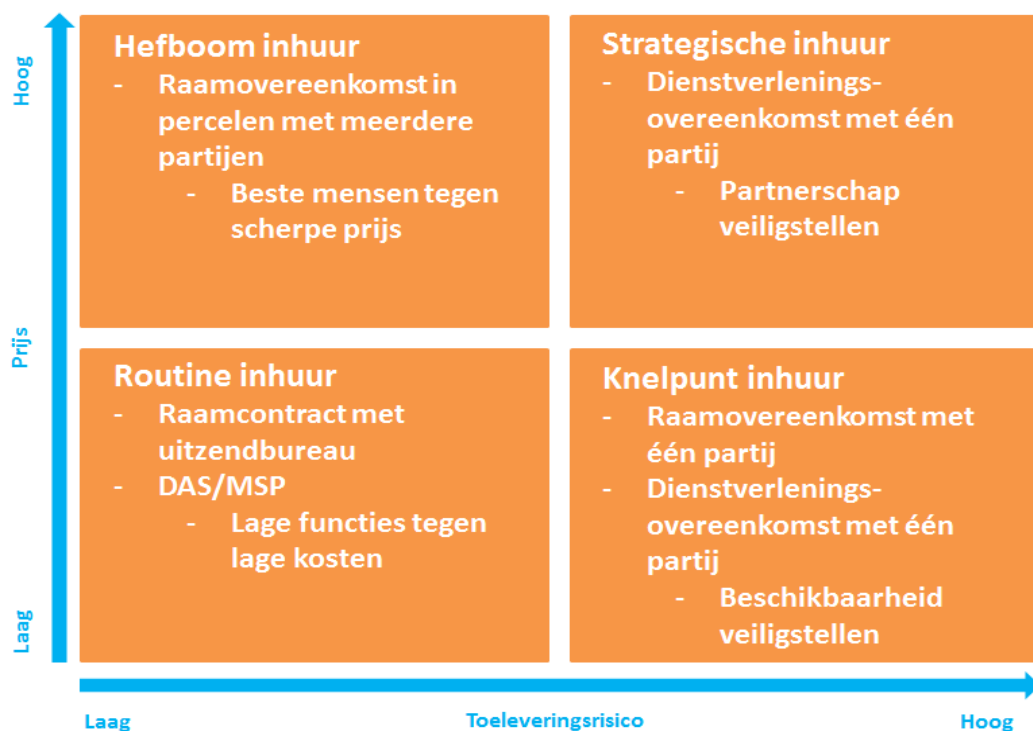 Hoog
Prijs
Laag
Hefboom inhuur
- Raamovereenkomst in
percelen met meerdere
partijen
- Beste mensen tegen
scherpe prijs
Strategische inhuur
- Dienstverlenings-
overeenkomst met één
partij
- Partnerschap
veiligstellen
Routine inhuur
- Raamcontract met
uitzendbureau
- DAS/MSP
- Lage functies tegen
lage kosten
Knelpunt inhuur
- Raamovereenkomst met
één partij
- Dienstverlenings-
overeenkomst met één
partij
- Beschikbaarheid
veiligstellen
Laag
Toeleveringsrisico
Hoog